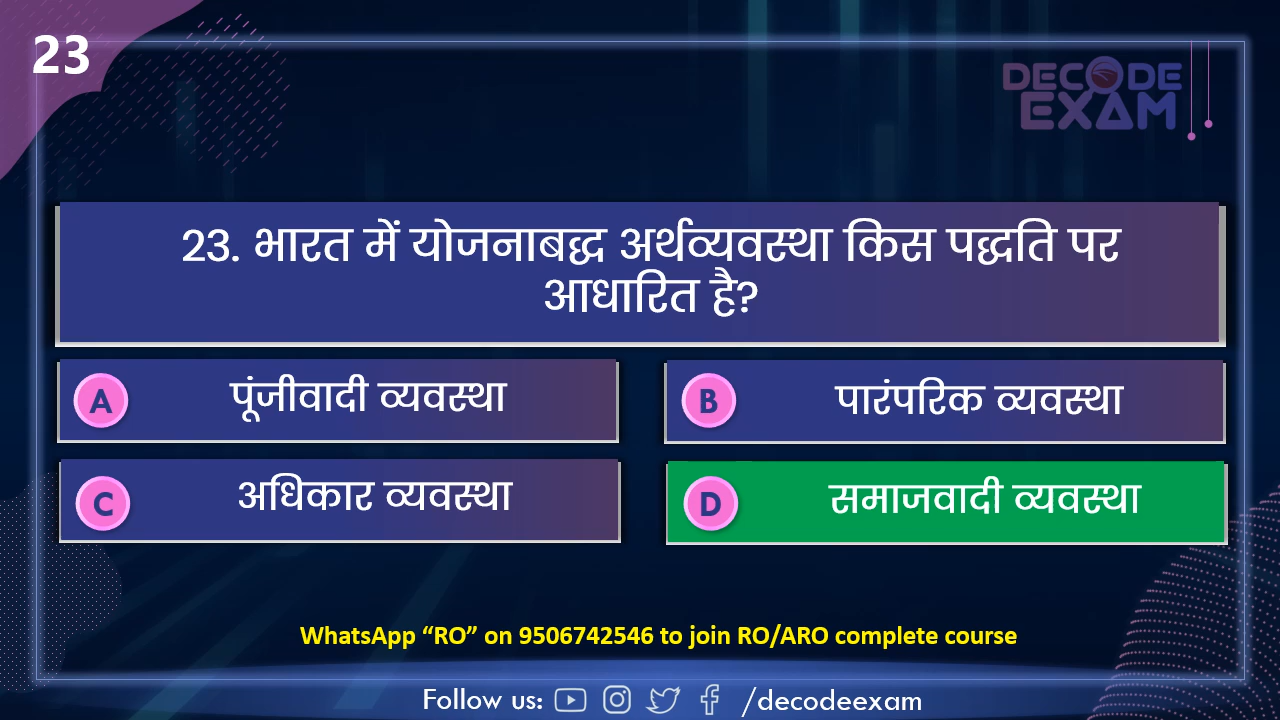 23
DECODE
EXAM
23. भारत में योजनाबद्ध अर्थव्यवस्था किस पद्धति पर
आधारित है?
A पूंजीवादी व्यवस्था
B पारंपरिक व्यवस्था
C अधिकार व्यवस्था
D समाजवादी व्यवस्था
WhatsApp “RO” on 9506742546 to join RO/ARO complete course
Follow us: /decodeexam